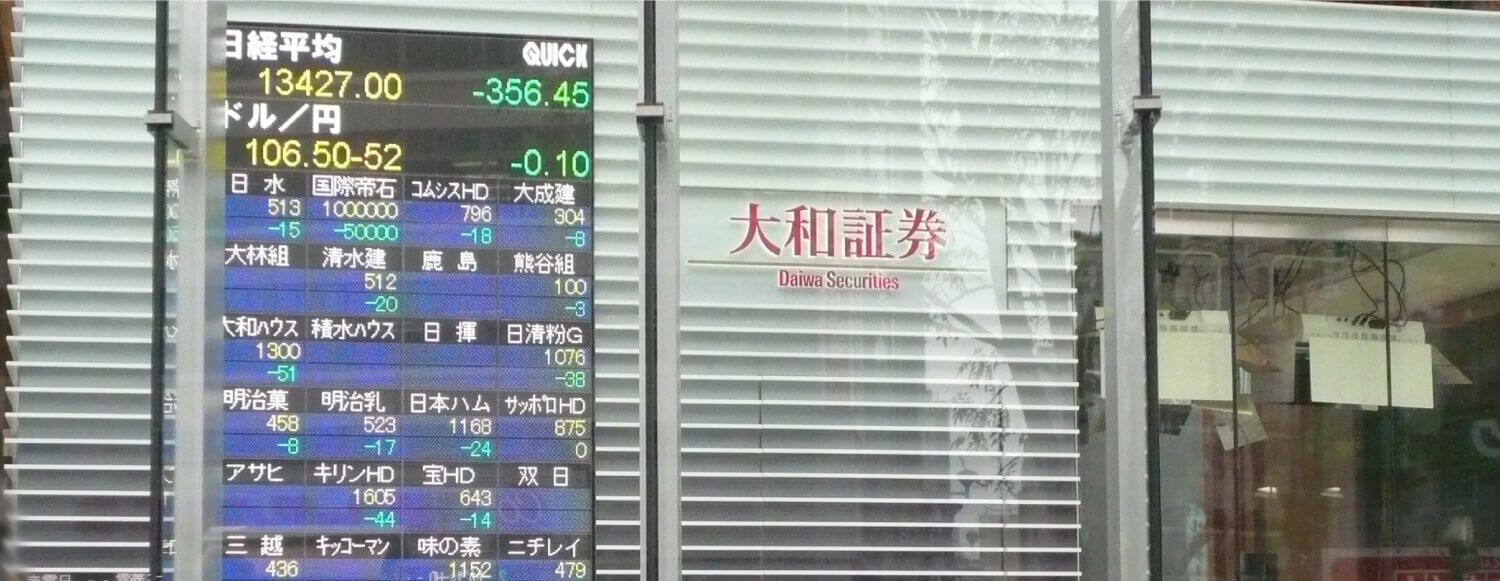 日経平均 QUICK
13427.00 -356.45
ドル／円
106.50-52 -0.10
日水 国際帝石 コムシスHD 大成建
513 1000000 796 304
-15 -50000 -18 -8
大林組 清水建 鹿島 熊谷組
512 100
-20 -3
大和ハウス 積水ハウス 日揮 日清粉G
1300 1076
-51 -38
明治菓 明治乳 日本ハム サッポロHD
458 523 1168 875
-8 -17 -24 0
アサヒ キリンHD 宝HD 双日
1605 643
-44 -14
三越 キッコーマン 味の素 ニチレイ
436 1152 479
大和証券
Daiwa Securities